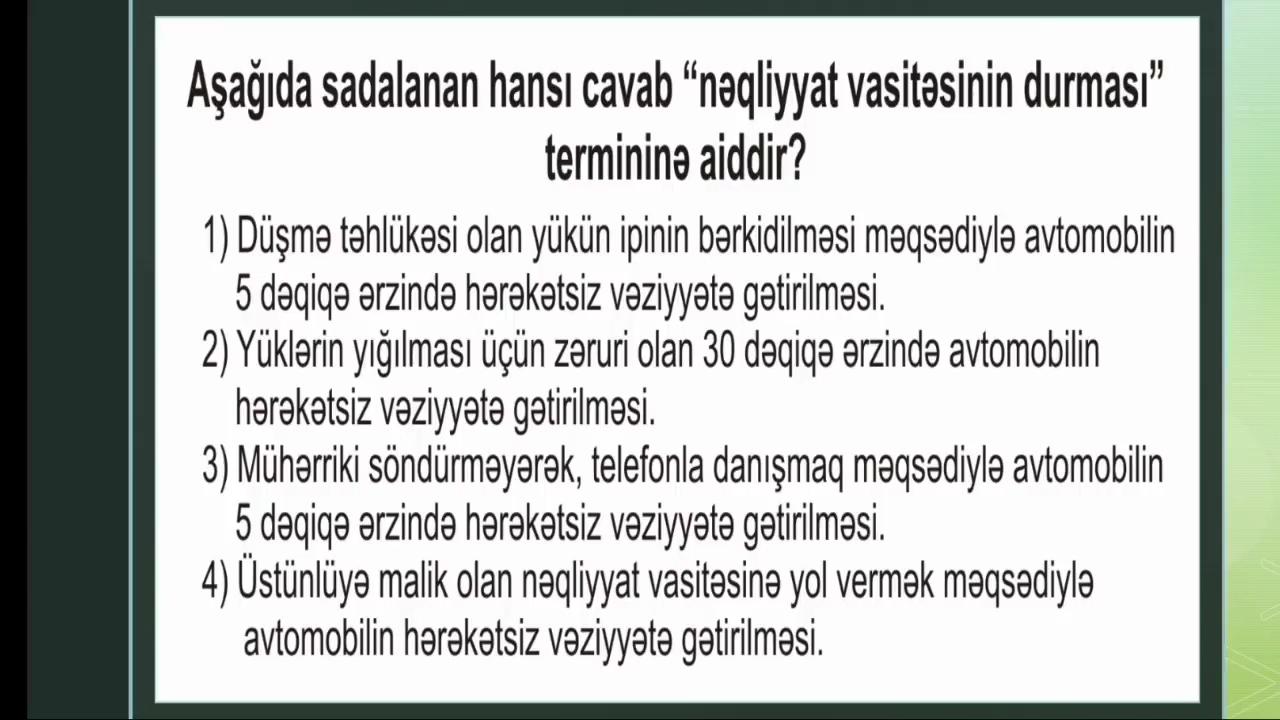 Aşağıda sadalanan hansı cavab “nəqliyyat vasitəsinin durması”
termininə aiddir?
1) Düşmə təhlükəsi olan yükün ipinin bərkidilməsi məqsədiylə avtomobilin
5 dəqiqə ərzində hərəkətsiz vəziyyətə gətirilməsi.
2) Yüklərin yığılması üçün zəruri olan 30 dəqiqə ərzində avtomobilin
hərəkətsiz vəziyyətə gətirilməsi.
3) Mühərriki söndürməyərək, telefonla danışmaq məqsədiylə avtomobilin
5 dəqiqə ərzində hərəkətsiz vəziyyətə gətirilməsi.
4) Üstünlüyə malik olan nəqliyyat vasitəsinə yol vermək məqsədiylə
avtomobilin hərəkətsiz vəziyyətə gətirilməsi.